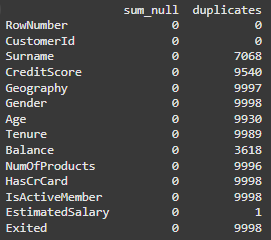 sum_null duplicates
RowNumber 0 0
CustomerId 0 0
Surname 0 7068
CreditScore 0 9540
Geography 0 9997
Gender 0 9998
Age 0 9930
Tenure 0 9989
Balance 0 3618
NumOfProducts 0 9996
HasCrCard 0 9998
IsActiveMember 0 9998
EstimatedSalary 0 1
Exited 0 9998